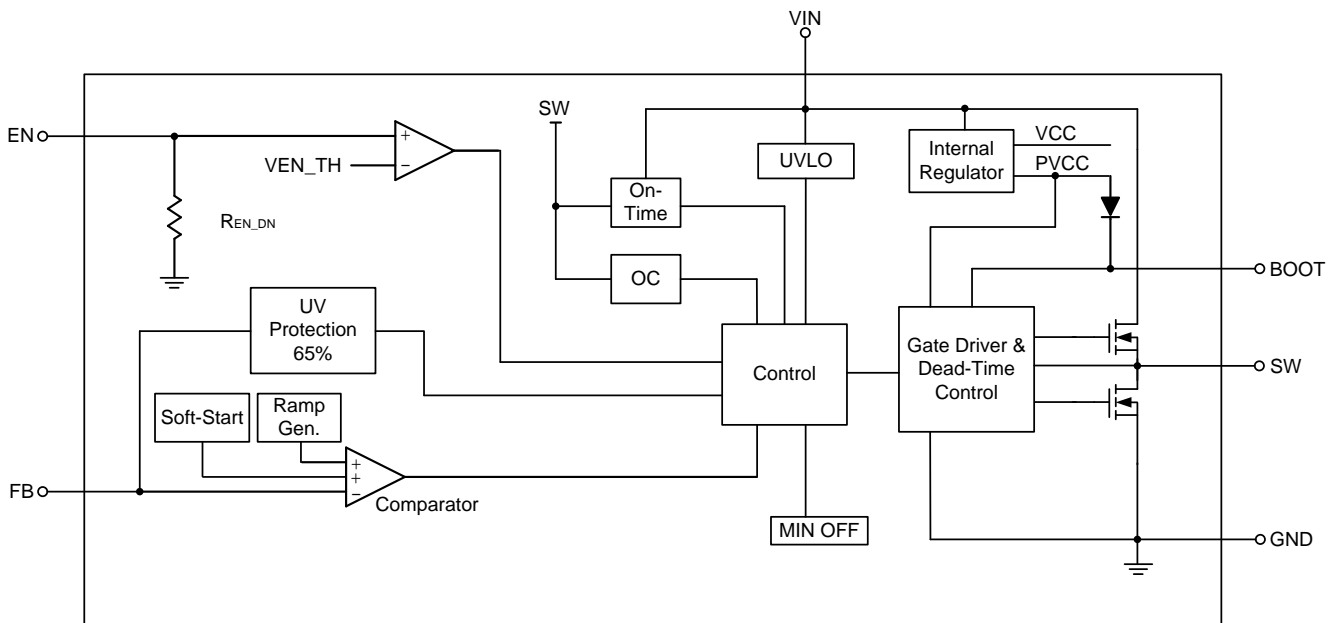 VIN
SW
EN
VEN_TH
UVLO
Internal
Regulator
VCC
PVCC
On-
Time
REN_DN
OC
BOOT
UV
Protection
65%
Control
Gate Driver &
Dead-Time
Control
SW
Soft-Start
Ramp
Gen.
FB
Comparator
MIN OFF
GND